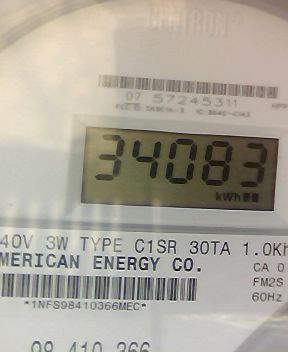 07 57245311
34083
kWh
40V 3W TYPE C1SR 30TA 1.0Kh
MERICAN ENERGY CO.
CA 0.
FM2S
60Hz
*1NFS98410366MEC*
98 410 366